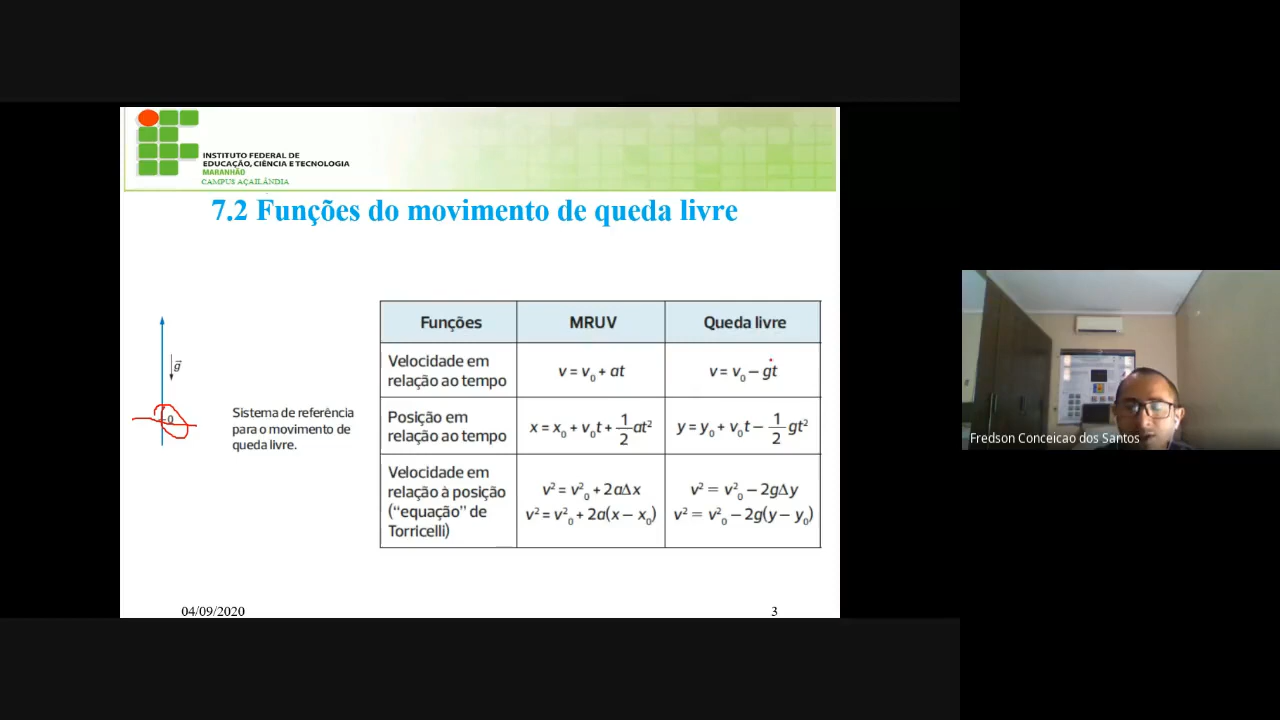 INSTITUTO FEDERAL DE
EDUCAÇÃO, CIÊNCIA E TECNOLOGIA
MARANHÃO
CAMPUS AÇAILÂNDIA
7.2 Funções do movimento de queda livre
g
0
Sistema de referência
para o movimento de
queda livre.
Funções MRUV Queda livre
Velocidade em
relação ao tempo
v = v₀ + at
v = v₀ – gt
Posição em
relação ao tempo
x = x₀ + v₀t + 1/2 at²
y = y₀ + v₀t – 1/2 gt²
Velocidade em
relação à posição
("equação" de
Torricelli)
v² = v²₀ + 2aΔx
v² = v²₀ + 2a(x – x₀)
v² = v²₀ – 2gΔy
v² = v²₀ – 2g(y – y₀)
04/09/2020
3
Fredson Conceicao dos Santos